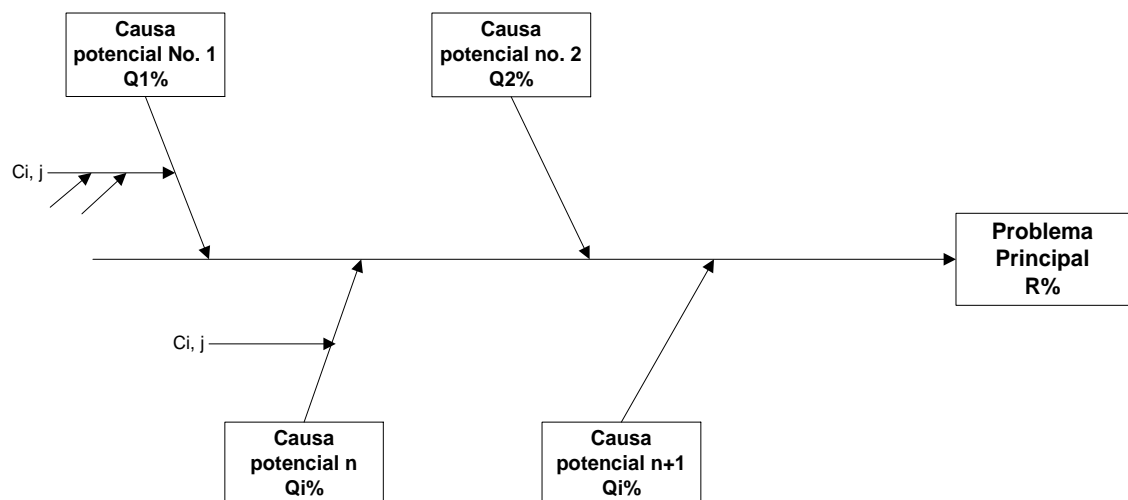 Causa
potencial No. 1
Q1%
Causa
potencial no. 2
Q2%
Ci, j
Problema
Principal
R%
Ci, j
Causa
potencial n
Qi%
Causa
potencial n+1
Qi%